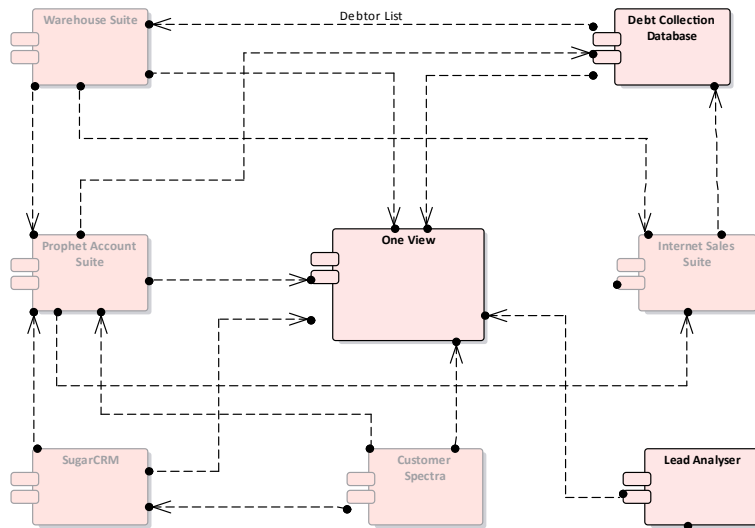 Warehouse Suite
Debtor List
Debt Collection
Database
Prophet Account
Suite
One View
Internet Sales
Suite
SugarCRM
Customer
Spectra
Lead Analyser